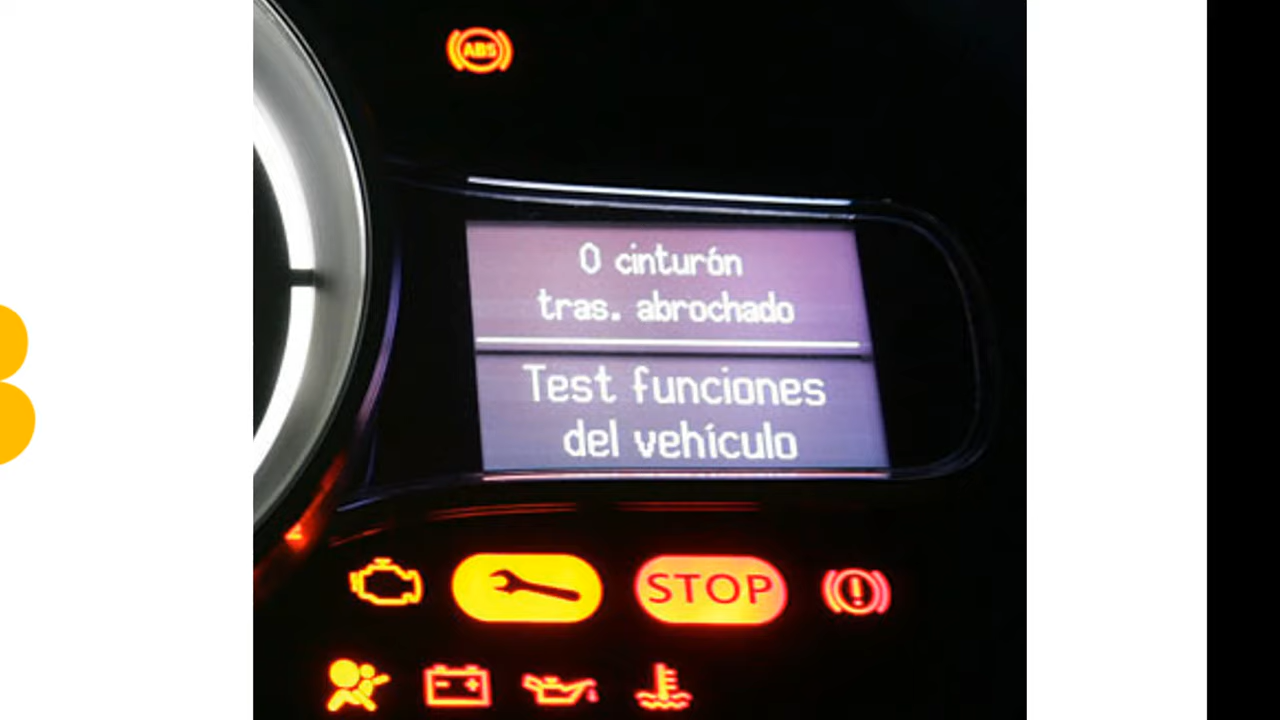 ABS
0 cinturón
tras. abrochado
Test funciones
del vehículo
STOP